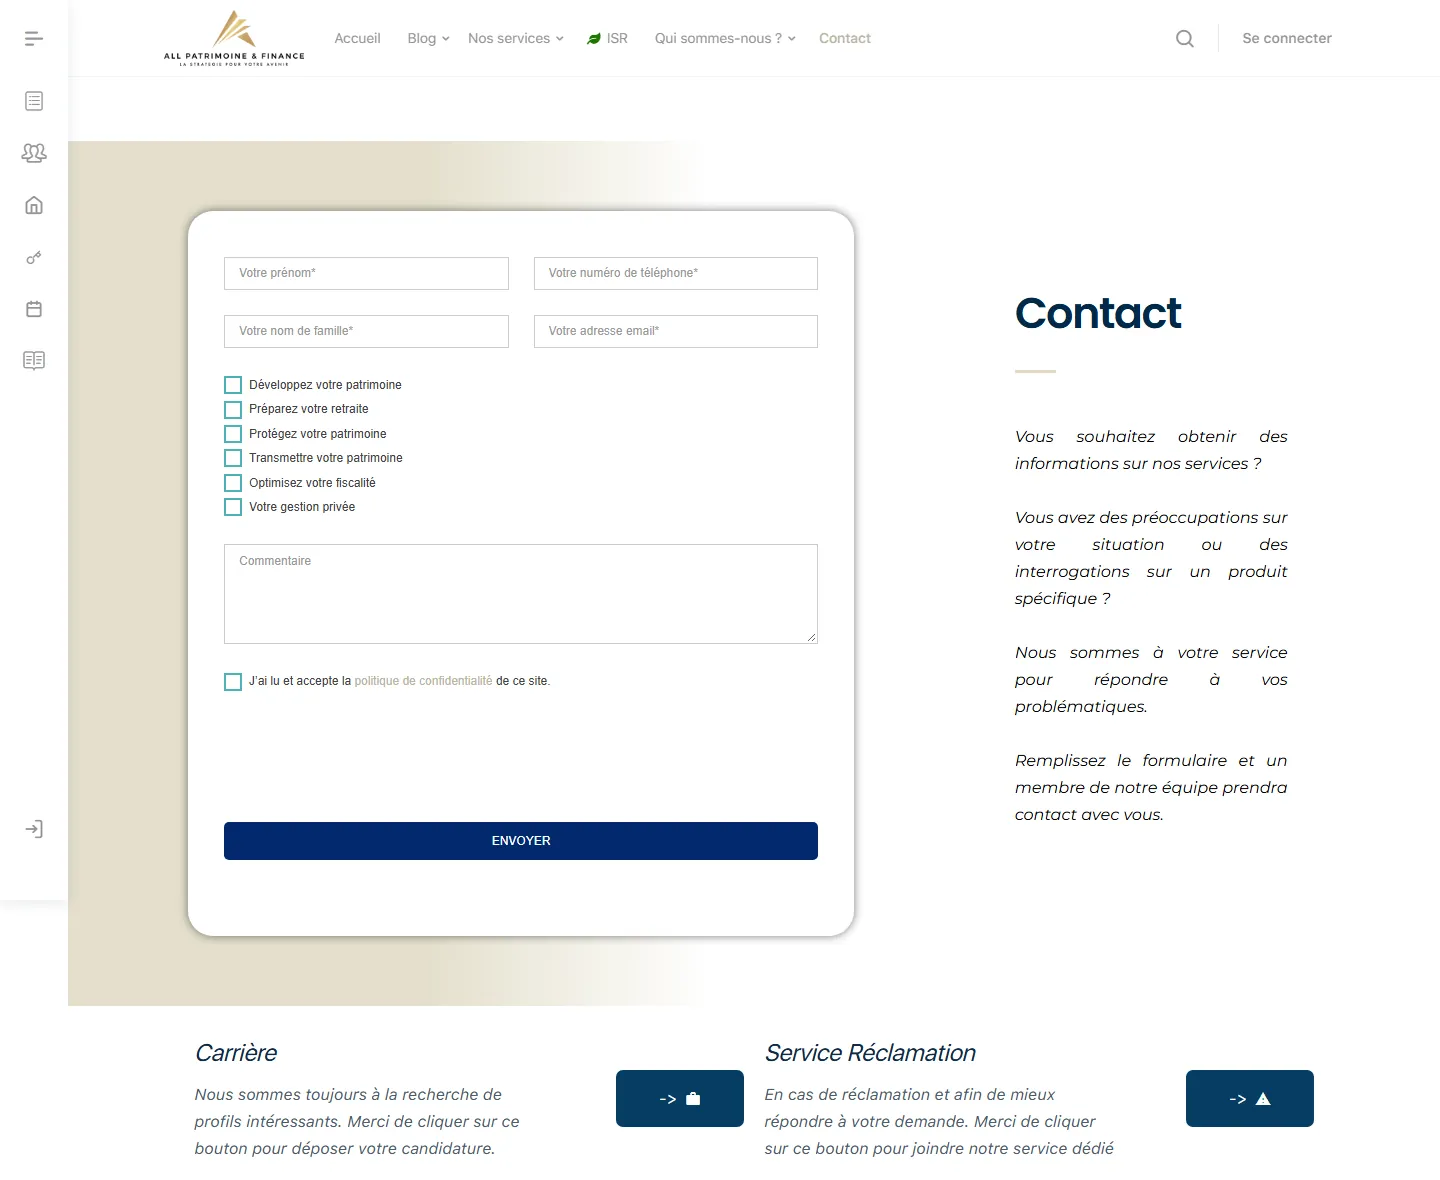 ALL PATRIMOINE & FINANCE
LA STRATÉGIE POUR VOTRE AVENIR
Accueil
Blog
Nos services
ISR
Qui sommes-nous ?
Contact
Se connecter
Votre prénom*
Votre numéro de téléphone*
Votre nom de famille*
Votre adresse email*
Développez votre patrimoine
Préparez votre retraite
Protégez votre patrimoine
Transmettre votre patrimoine
Optimisez votre fiscalité
Votre gestion privée
Commentaire
J'ai lu et accepte la politique de confidentialité de ce site.
ENVOYER
Contact
Vous souhaitez obtenir des
informations sur nos services ?
Vous avez des préoccupations sur
votre situation ou des
interrogations sur un produit
spécifique ?
Nous sommes à votre service
pour répondre à vos
problématiques.
Remplissez le formulaire et un
membre de notre équipe prendra
contact avec vous.
Carrière
Nous sommes toujours à la recherche de
profils intéressants. Merci de cliquer sur ce
bouton pour déposer votre candidature.
->
Service Réclamation
En cas de réclamation et afin de mieux
répondre à votre demande. Merci de cliquer
sur ce bouton pour joindre notre service dédié
->